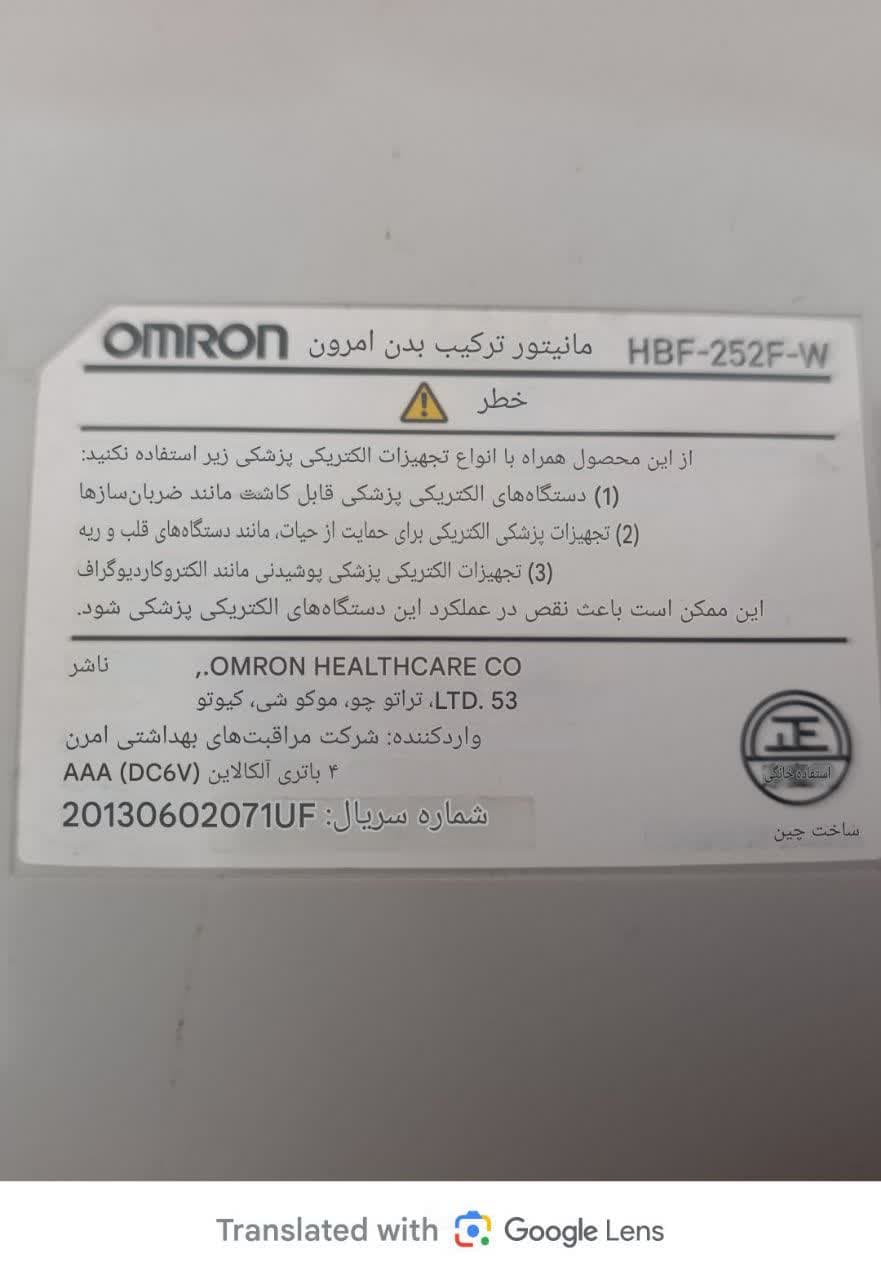 OMRON مانیتور ترکیب بدن امرون HBF-252F-W
خطر
از این محصول همراه با انواع تجهیزات الکتریکی پزشکی زیر استفاده نکنید:
(1) دستگاه‌های الکتریکی پزشکی قابل کاشت مانند ضربان‌سازها
(2) تجهیزات پزشکی الکتریکی برای حمایت از حیات، مانند دستگاه‌های قلب و ریه
(3) تجهیزات الکتریکی پزشکی پوشیدنی مانند الکتروکاردیوگراف
این ممکن است باعث نقص در عملکرد این دستگاه‌های الکتریکی پزشکی شود.
ناشر OMRON HEALTHCARE CO.,
LTD. 53، تراتو چو، موکو شی، کیوتو
واردکننده: شرکت مراقبت‌های بهداشتی امرن
۴ باتری آلکالاین AAA (DC6V)
شماره سریال: 20130602071UF
正
استفاده خانگی
ساخت چین
Translated with Google Lens